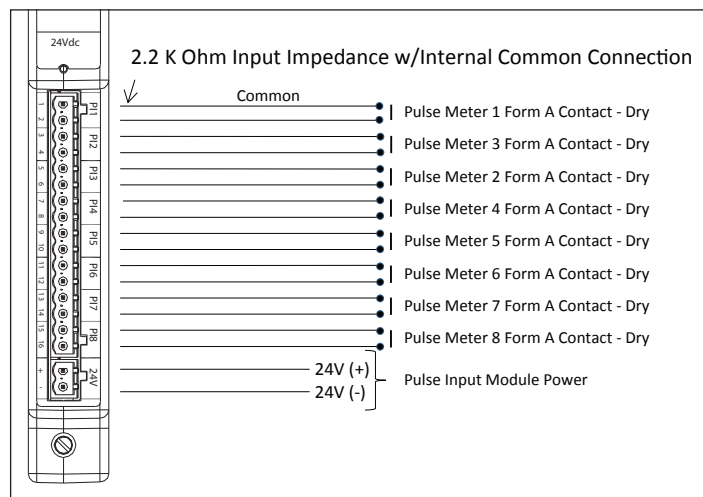 24Vdc
2.2 K Ohm Input Impedance w/Internal Common Connection
Common
1
2
3
4
5
6
7
8
9
10
11
12
13
14
15
16
+
-
PI1
PI2
PI3
PI4
PI5
PI6
PI7
PI8
24V
Pulse Meter 1 Form A Contact - Dry
Pulse Meter 3 Form A Contact - Dry
Pulse Meter 2 Form A Contact - Dry
Pulse Meter 4 Form A Contact - Dry
Pulse Meter 5 Form A Contact - Dry
Pulse Meter 6 Form A Contact - Dry
Pulse Meter 7 Form A Contact - Dry
Pulse Meter 8 Form A Contact - Dry
24V (+)
24V (-)
Pulse Input Module Power